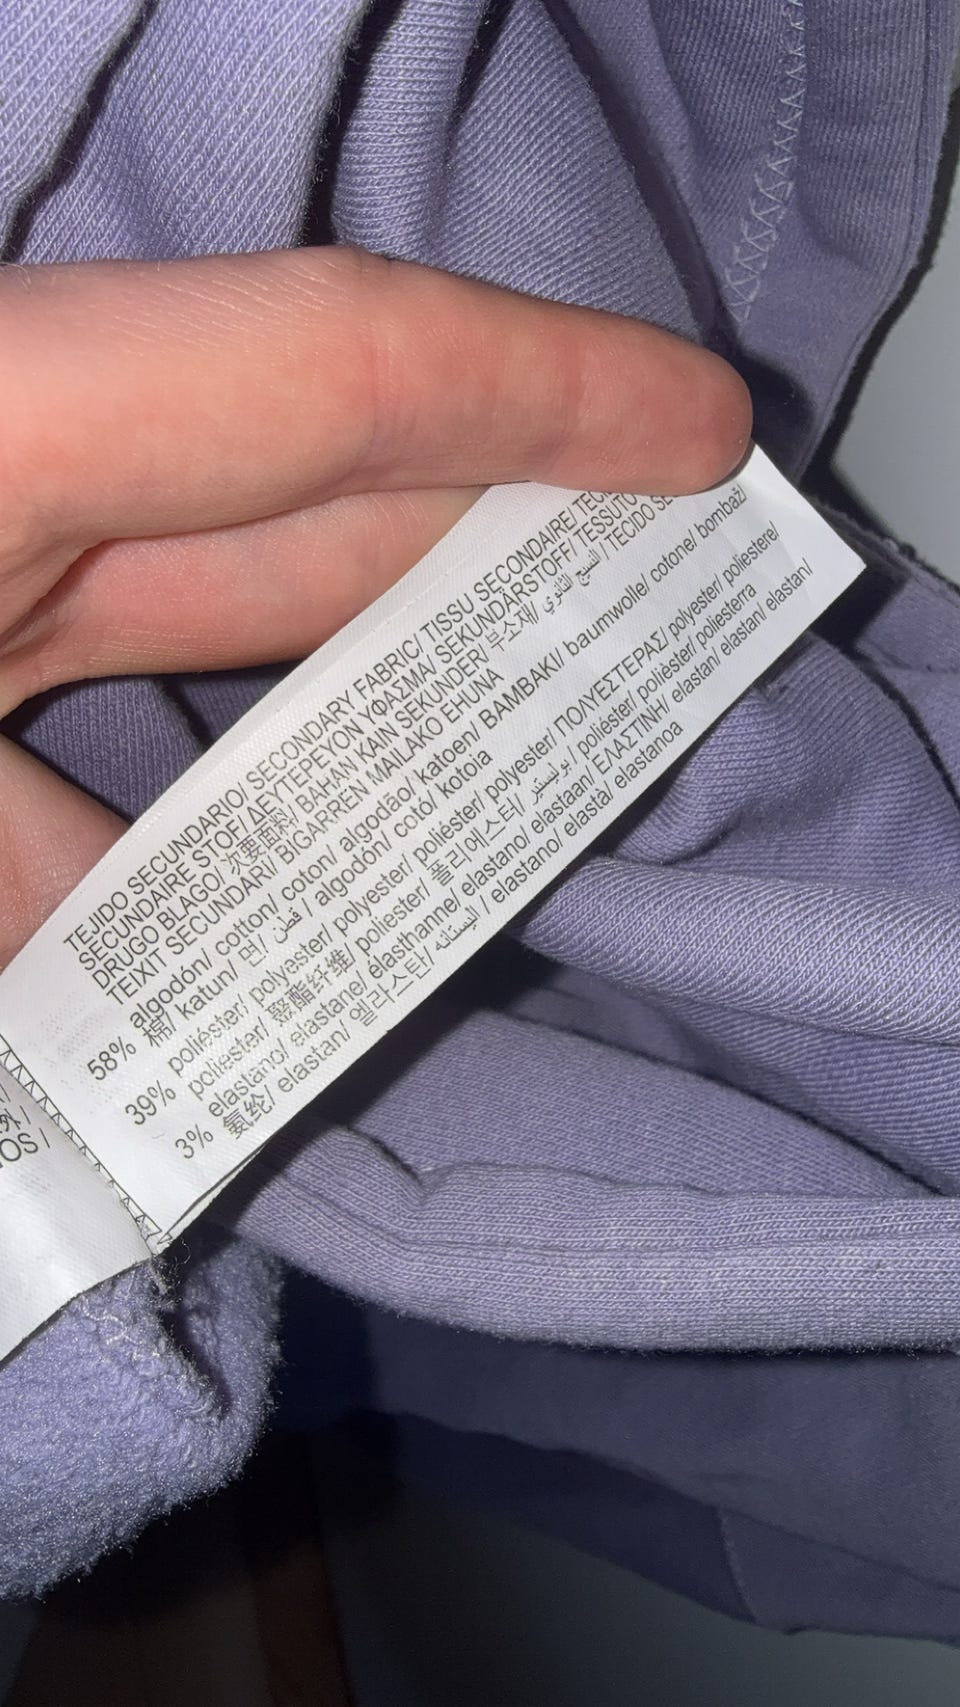 TEJIDO SECUNDARIO/ SECONDARY FABRIC/ TISSU SECONDAIRE/
SECUNDAIRE STOF/ ΔΕΥΤΕΡΕΥΟΝ ΥΦΑΣΜΑ/ SEKUNDÄRSTOFF/ TESSUTO
DRUGO BLAGO/ 次要面料/ BAHAN KAIN SEKUNDER/ 부소재/ النسيج الثانوي / TECIDO
TEIXIT SECUNDARI/ BIGARREN MAILAKO EHUNA
58% algodón/ cotton/ coton/ algodão/ katoen/ ΒΑΜΒΑΚΙ/ baumwolle/ cotone/ bombaž/
棉/ katun/ 면/ قطن / algodón/ cotó/ kotoia
39% poliéster/ polyester/ polyester/ poliéster/ polyester/ ΠΟΛΥΕΣΤΕΡΑΣ/ polyester/ poliestere/
poliester/ 聚酯纤维/ poliester/ 폴리에스터/ بوليستر / poliéster/ polièster/ poliesterra
3% elastano/ elastane/ élasthanne/ elastano/ elastaan/ ΕΛΑΣΤΙΝΗ/ elastan/ elastan/ elastan/
氨纶/ elastan/ 엘라스탄/ اليستانه / elastano/ elastà/ elastanoa